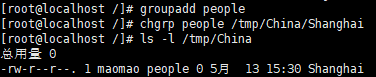 [root@localhost /]# groupadd people
[root@localhost /]# chgrp people /tmp/China/Shanghai
[root@localhost /]# ls -l /tmp/China
总用量 0
-rw-r--r--. 1 maomao people 0 5月  13 15:30 Shanghai